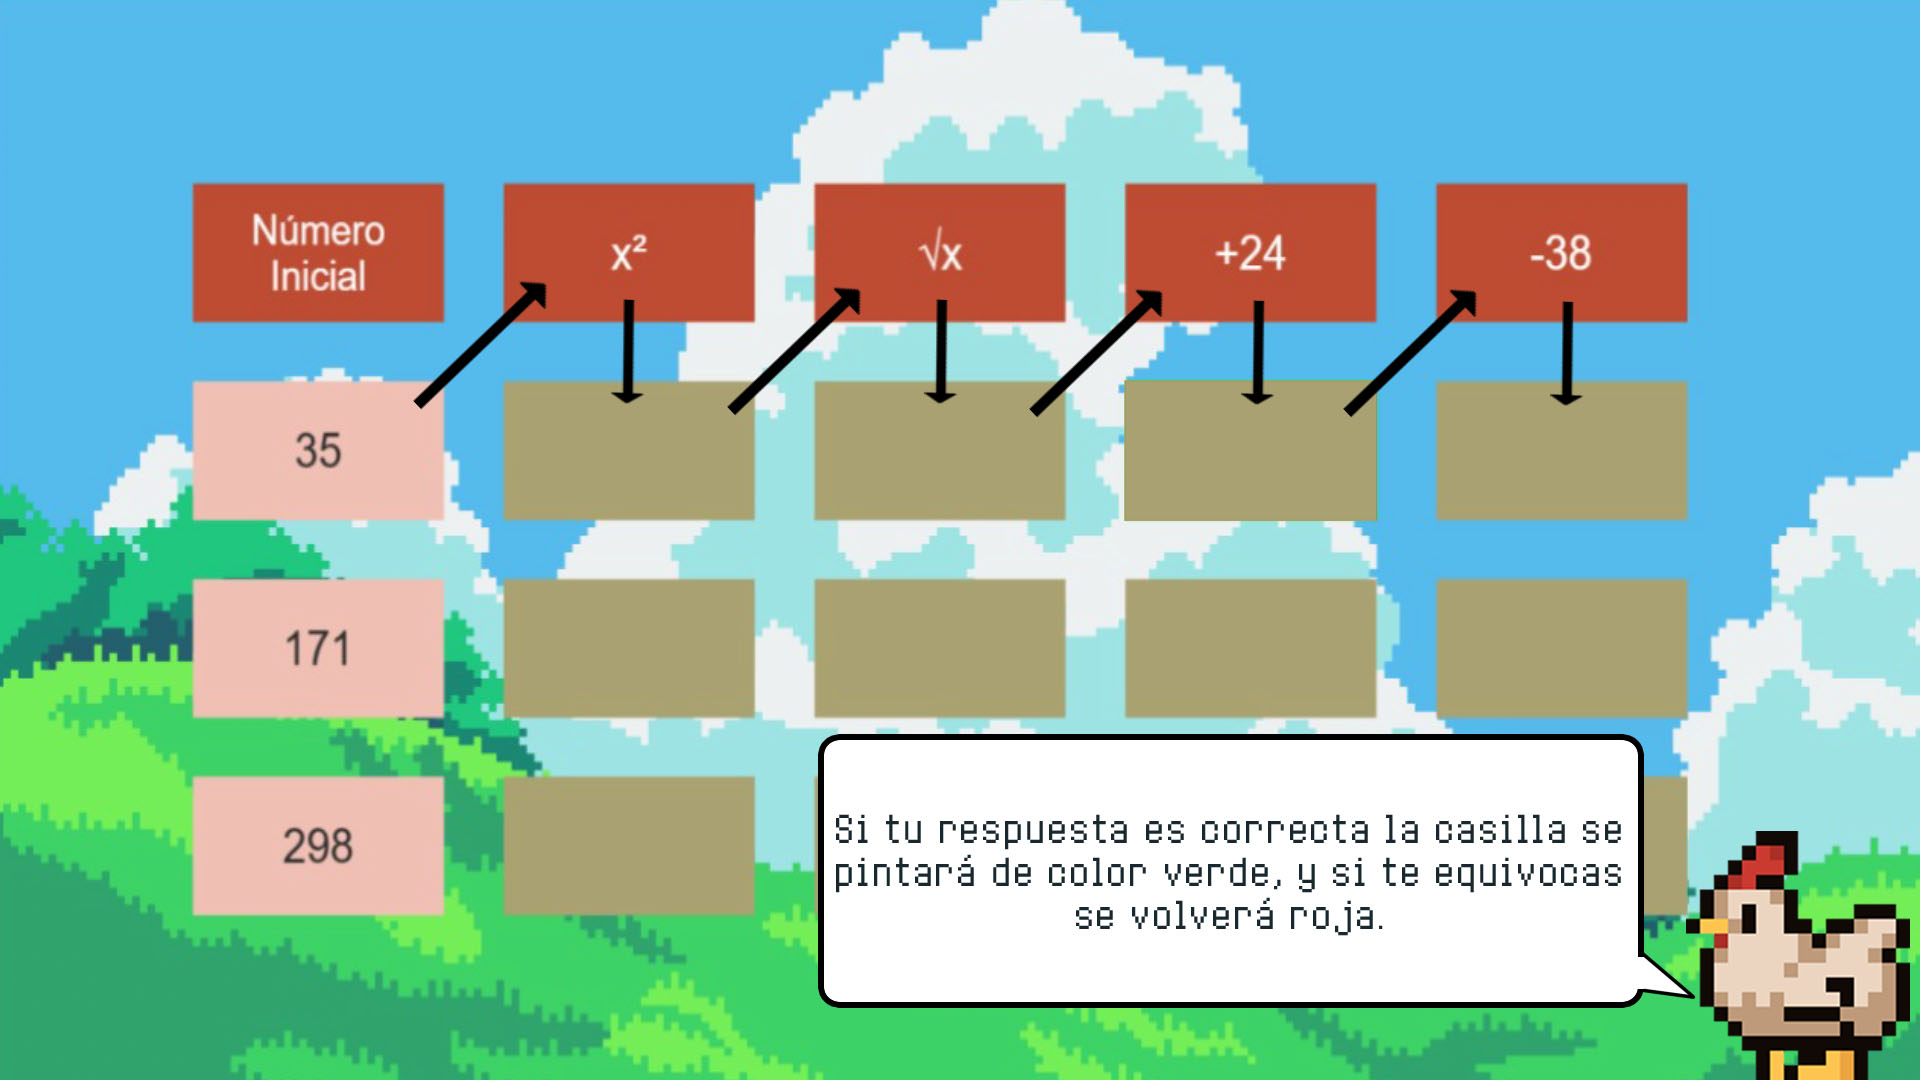 Número
Inicial
x²
√x
+24
-38
35
171
298
Si tu respuesta es correcta la casilla se
pintará de color verde, y si te equivocas
se volverá roja.